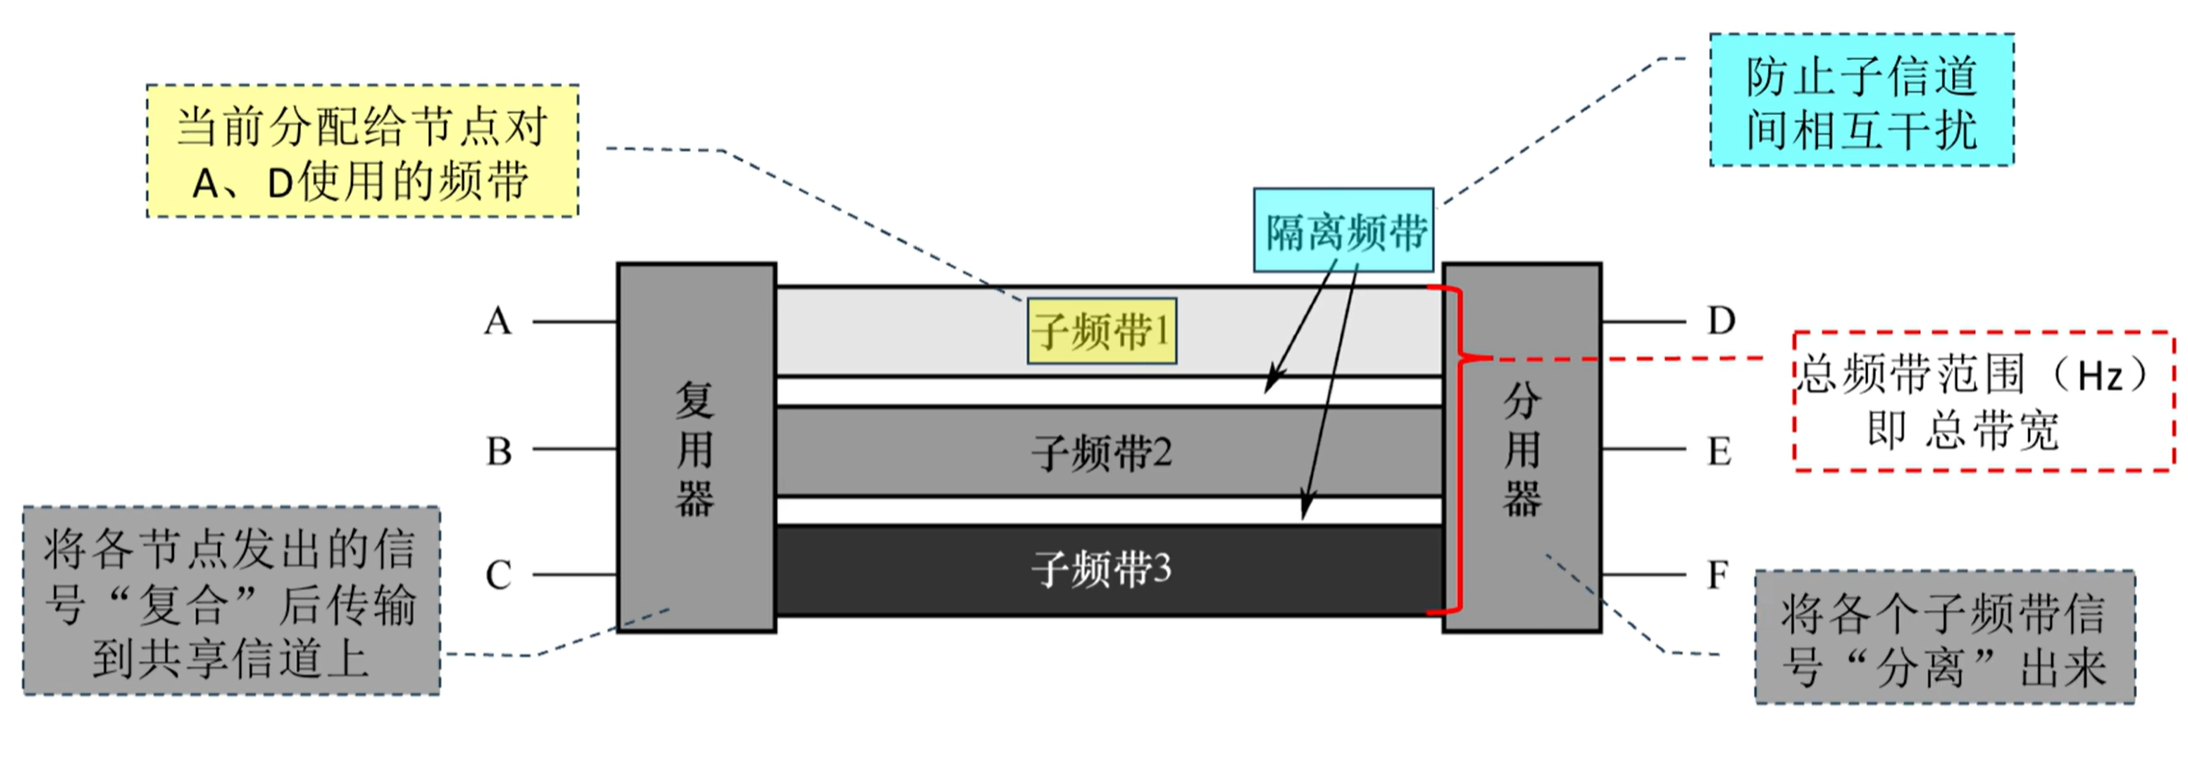 防止子信道
间相互干扰
当前分配给节点对
A、D使用的频带
隔离频带
A
子频带1
D
总频带范围（Hz）
即 总带宽
复用器
分用器
B
子频带2
E
将各节点发出的信
号“复合”后传输
到共享信道上
C
子频带3
F
将各个子频带信
号“分离”出来